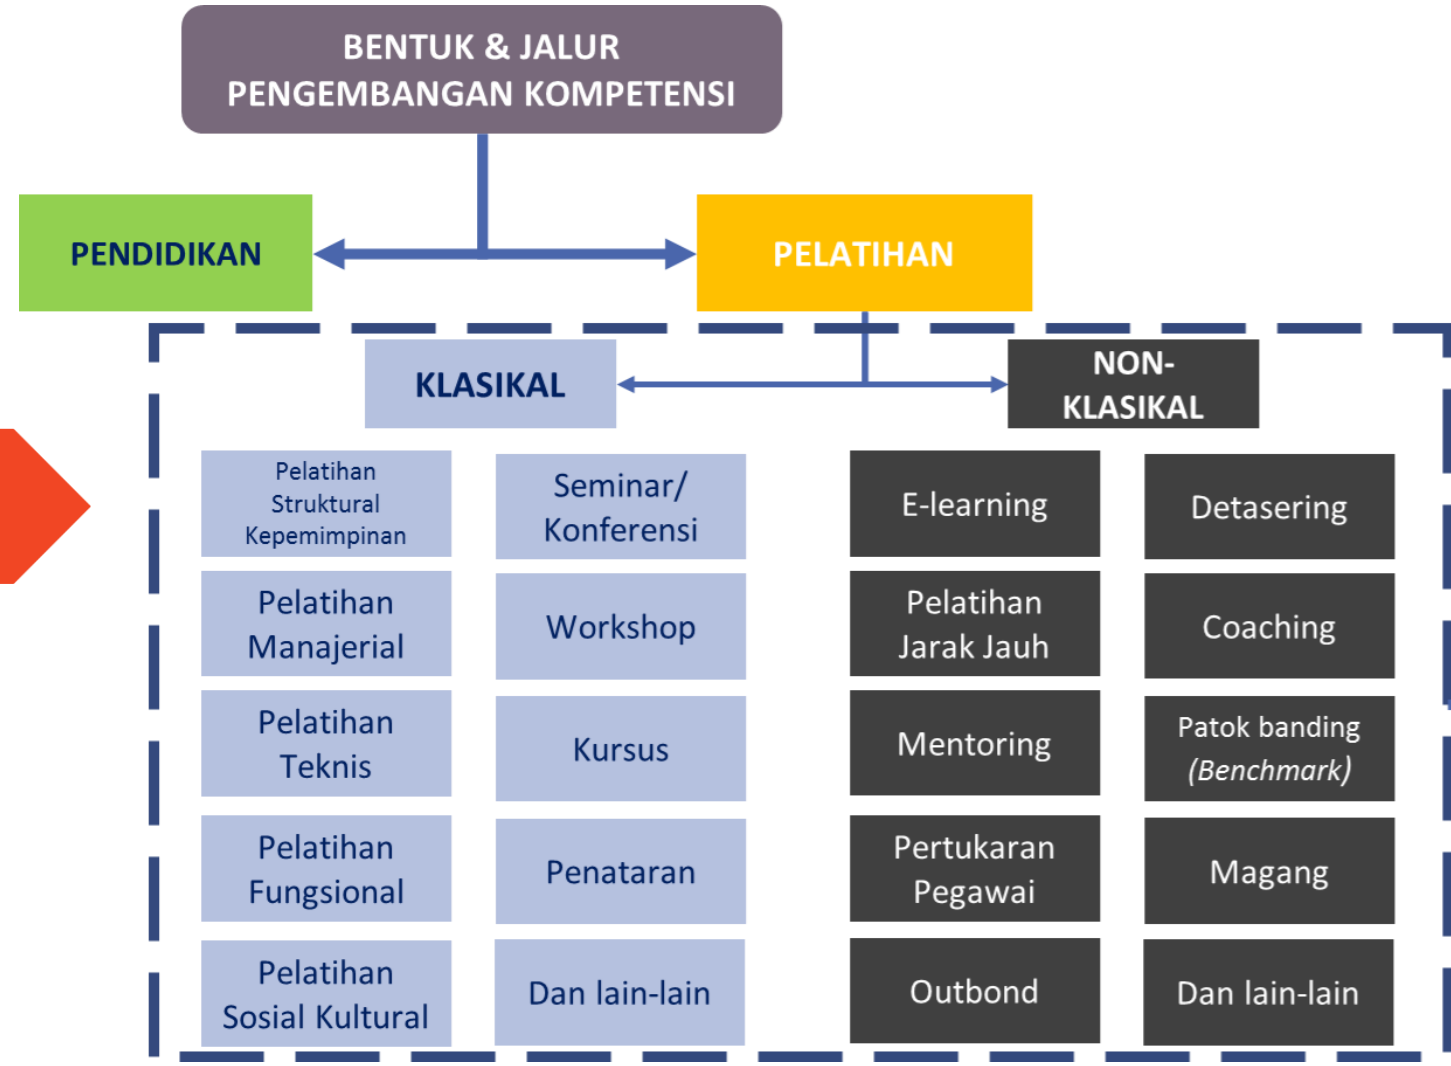 BENTUK & JALUR
PENGEMBANGAN KOMPETENSI
PENDIDIKAN
PELATIHAN
KLASIKAL
NON-
KLASIKAL
Pelatihan
Struktural
Kepemimpinan
Seminar/
Konferensi
E-learning
Detasering
Pelatihan
Manajerial
Workshop
Pelatihan
Jarak Jauh
Coaching
Pelatihan
Teknis
Kursus
Mentoring
Patok banding
(Benchmark)
Pelatihan
Fungsional
Penataran
Pertukaran
Pegawai
Magang
Pelatihan
Sosial Kultural
Dan lain-lain
Outbond
Dan lain-lain